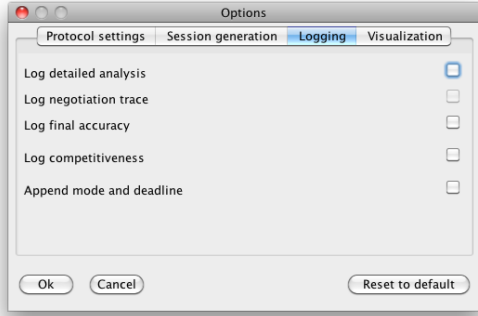 Options
Protocol settings Session generation Logging Visualization
Log detailed analysis
Log negotiation trace
Log final accuracy
Log competitiveness
Append mode and deadline
Ok Cancel Reset to default